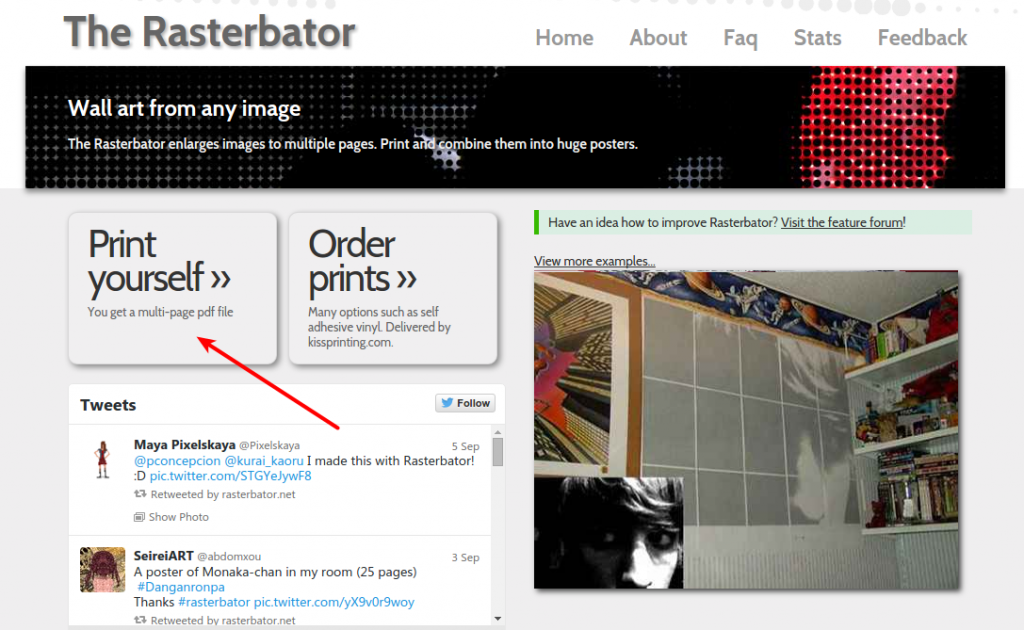 The Rasterbator
Home About Faq Stats Feedback
Wall art from any image
The Rasterbator enlarges images to multiple pages. Print and combine them into huge posters.
Print
yourself »
You get a multi-page pdf file
Order
prints »
Many options such as self
adhesive vinyl. Delivered by
kissprinting.com.
Have an idea how to improve Rasterbator? Visit the feature forum!
View more examples...
Tweets
Follow
Maya Pixelskaya @Pixelskaya 5 Sep
@pconcepcion @kurai_kaoru I made this with Rasterbator!
:D pic.twitter.com/STGYeJywF8
Retweeted by rasterbator.net
Show Photo
SeireiART @abdomxou 3 Sep
A poster of Monaka-chan in my room (25 pages)
#Danganronpa
Thanks #rasterbator pic.twitter.com/yX9v0r9woy
Retweeted by rasterbator.net